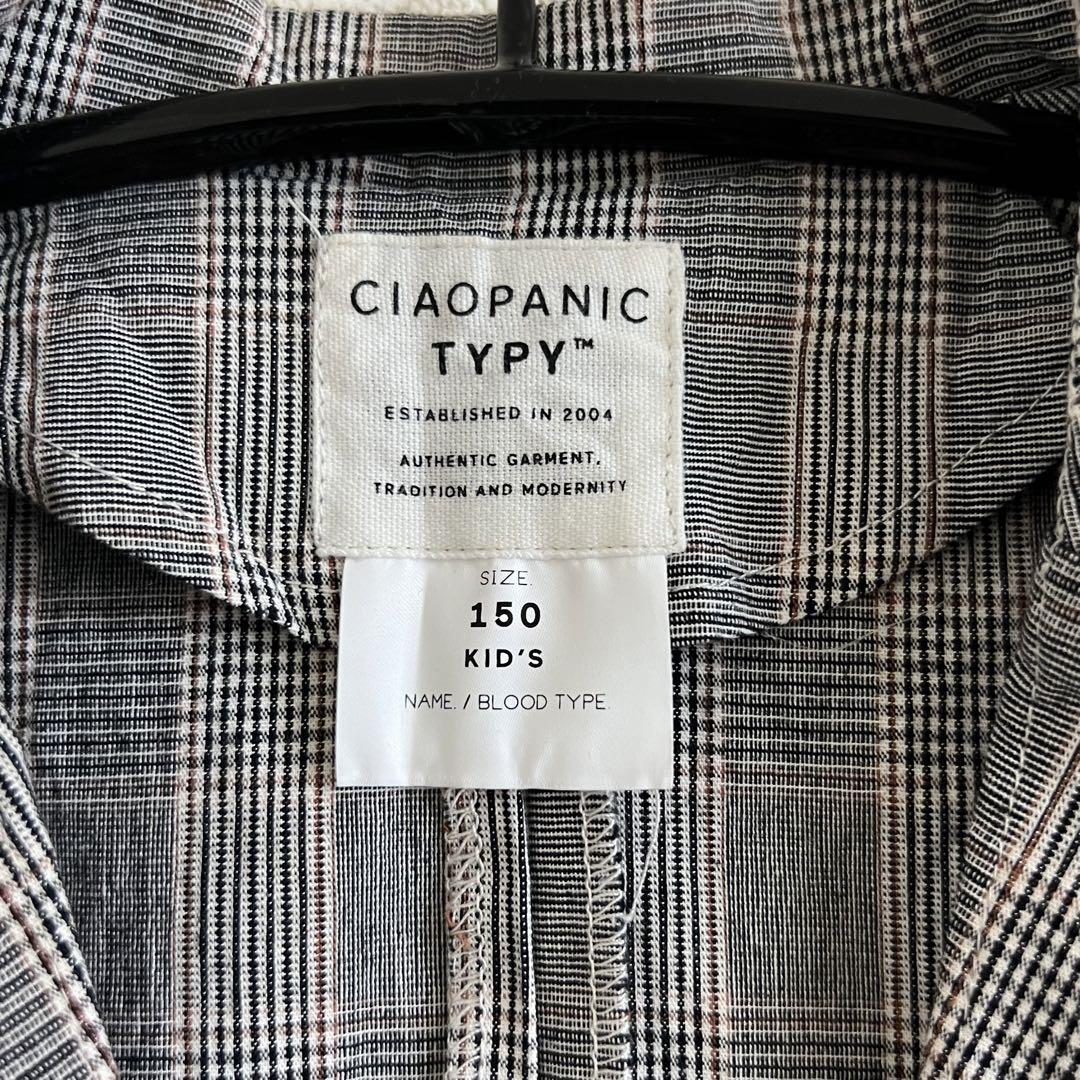 CIAOPANIC
TYPY™
ESTABLISHED IN 2004
AUTHENTIC GARMENT,
TRADITION AND MODERNITY
SIZE.
150
KID'S
NAME. / BLOOD TYPE.